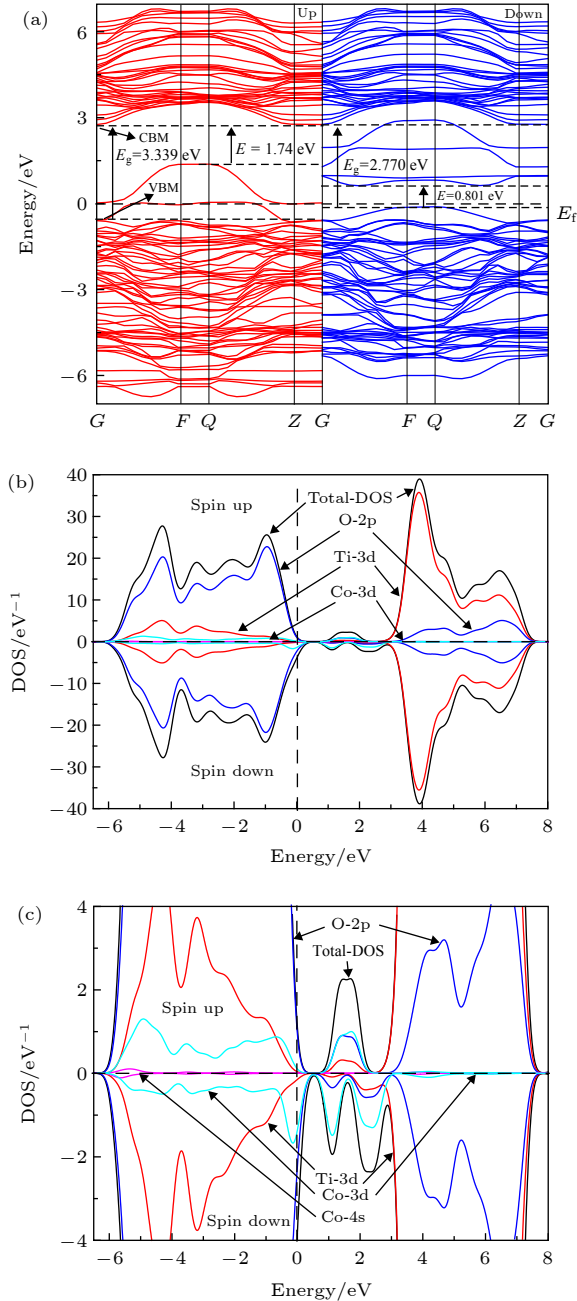 (a)
Up
Down
6
3
0
−3
−6
Energy/eV
CBM
E_g=3.339 eV
VBM
E = 1.74 eV
E_g=2.770 eV
E=0.801 eV
E_f
G F Q Z G F Q Z G
(b)
40
30
20
10
0
−10
−20
−30
−40
DOS/eV⁻¹
Spin up
Total-DOS
O-2p
Ti-3d
Co-3d
Spin down
−6 −4 −2 0 2 4 6 8
Energy/eV
(c)
4
2
0
−2
−4
DOS/eV⁻¹
O-2p
Total-DOS
Spin up
Ti-3d
Co-3d
Co-4s
Spin down
−6 −4 −2 0 2 4 6 8
Energy/eV